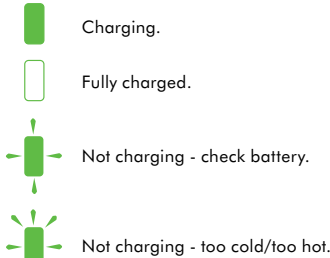 Charging.
Fully charged.
Not charging - check battery.
Not charging - too cold/too hot.